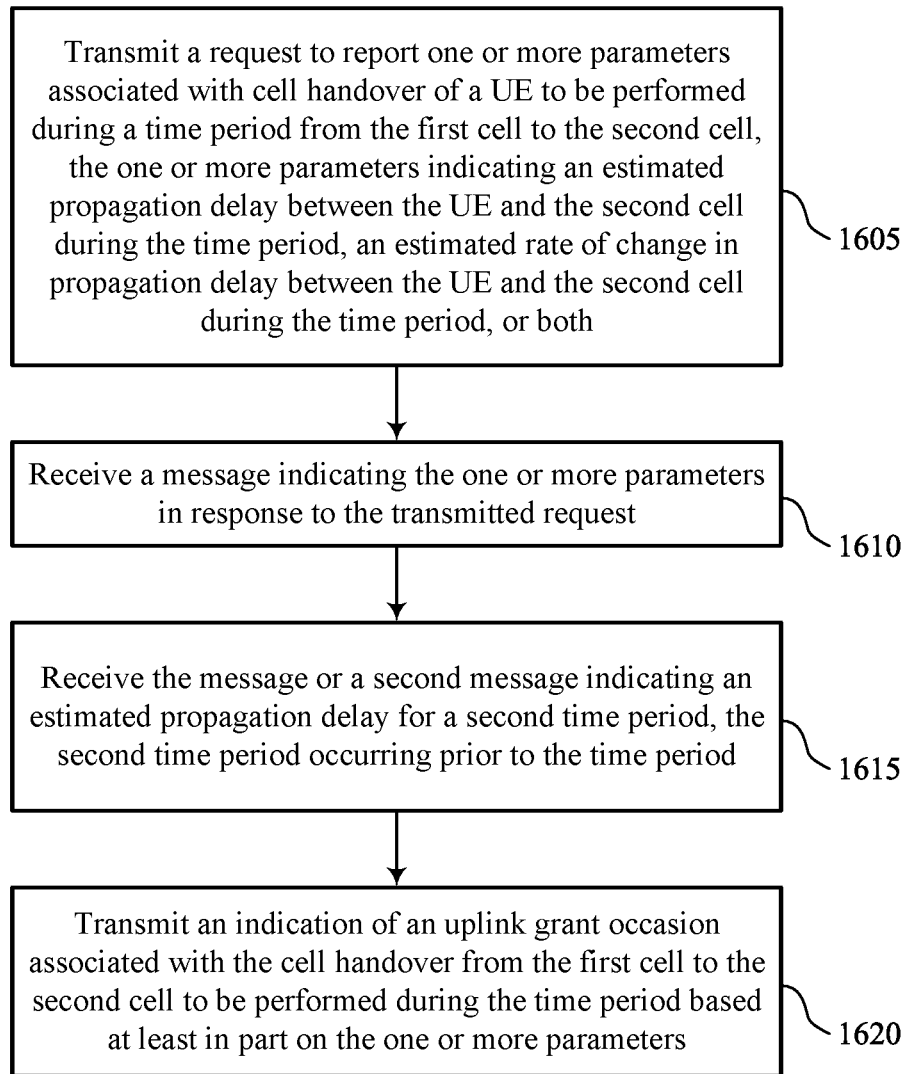 Transmit a request to report one or more parameters
associated with cell handover of a UE to be performed
during a time period from the first cell to the second cell,
the one or more parameters indicating an estimated
propagation delay between the UE and the second cell
during the time period, an estimated rate of change in
propagation delay between the UE and the second cell
during the time period, or both
1605
Receive a message indicating the one or more parameters
in response to the transmitted request
1610
Receive the message or a second message indicating an
estimated propagation delay for a second time period, the
second time period occurring prior to the time period
1615
Transmit an indication of an uplink grant occasion
associated with the cell handover from the first cell to the
second cell to be performed during the time period based
at least in part on the one or more parameters
1620